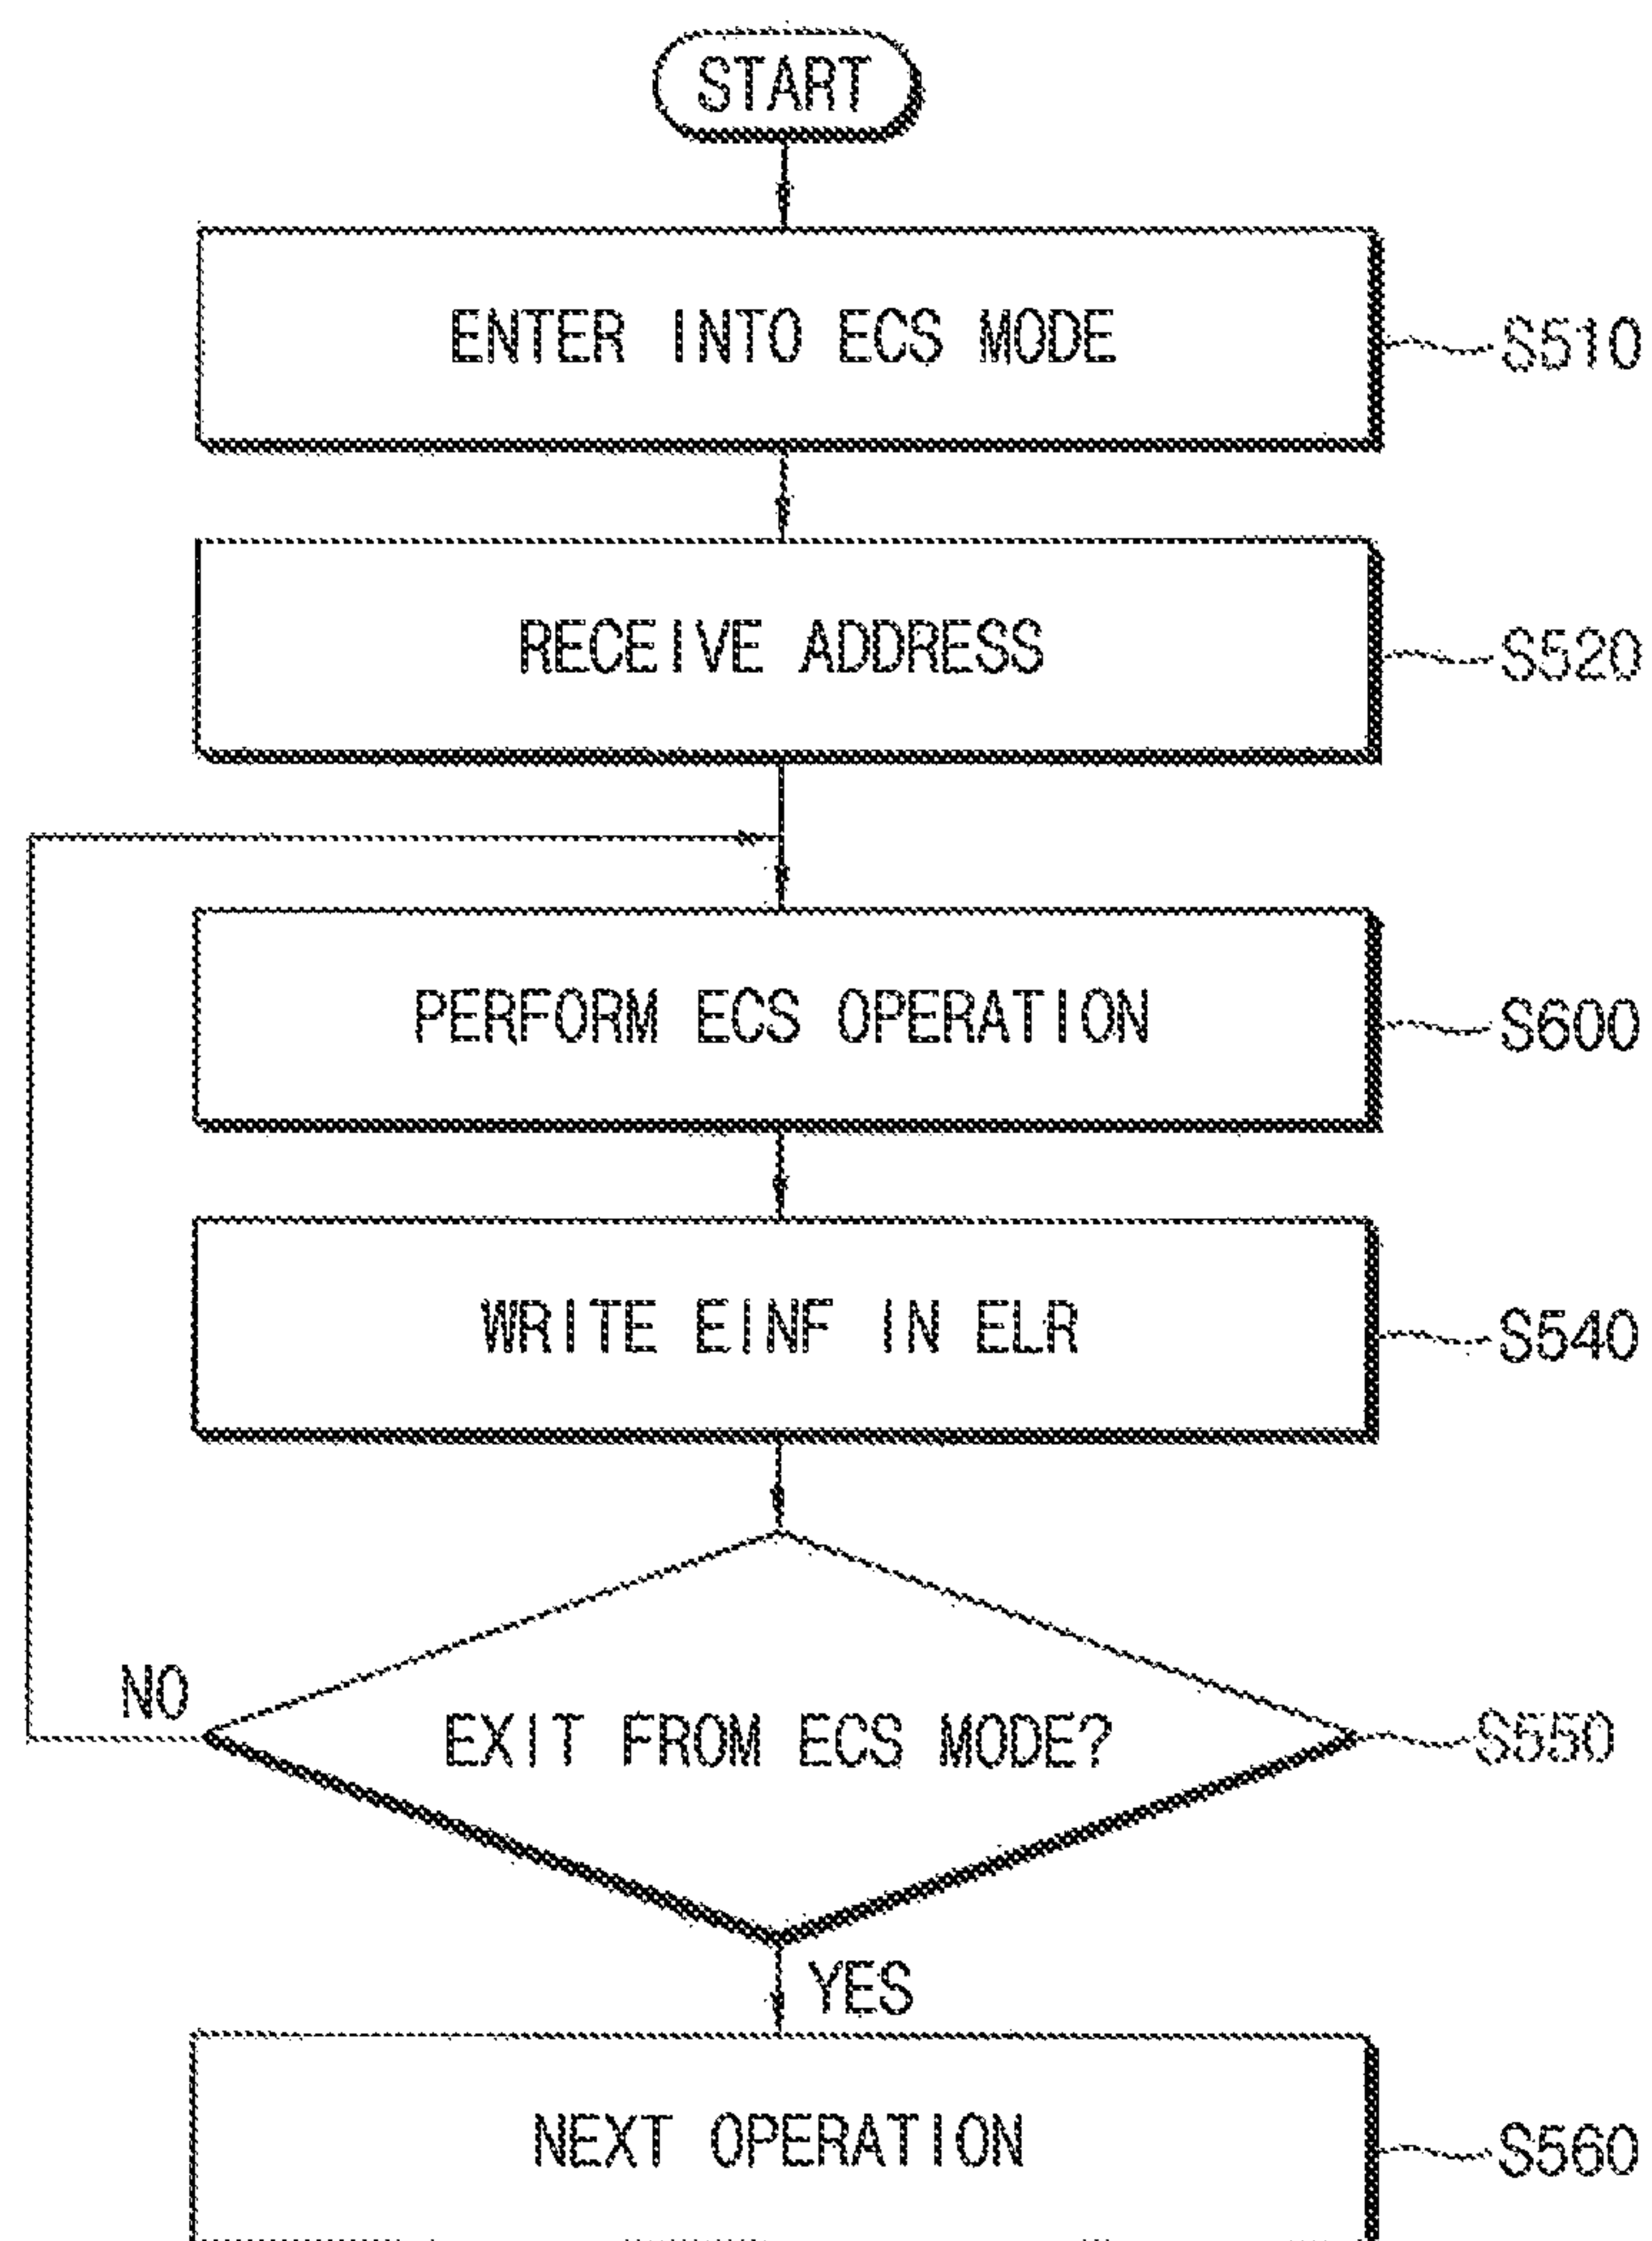 START
ENTER INTO ECS MODE
S510
RECEIVE ADDRESS
S520
PERFORM ECS OPERATION
S600
WRITE EINF IN ELR
S540
NO
EXIT FROM ECS MODE?
S550
YES
NEXT OPERATION
S560